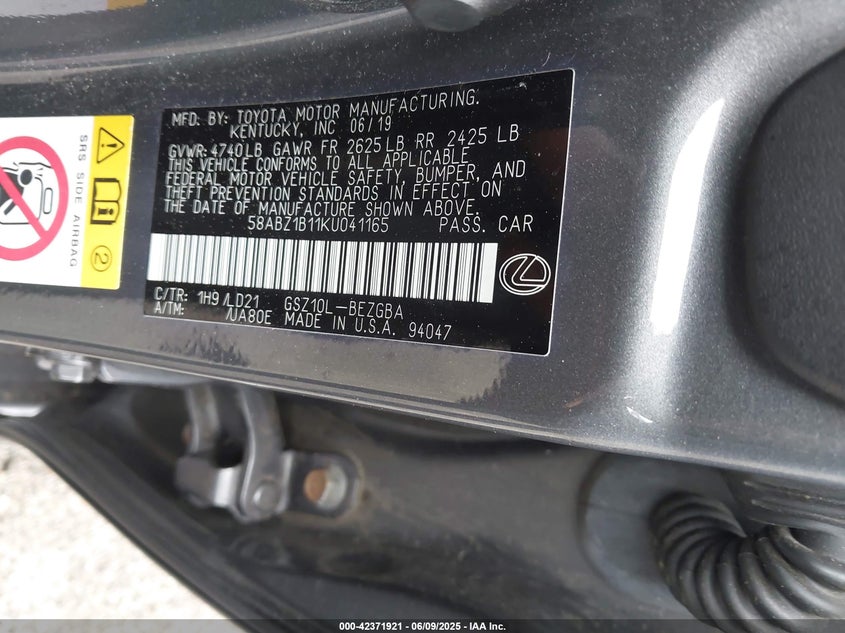 MFD. BY: TOYOTA MOTOR MANUFACTURING.
KENTUCKY, INC 06/19
GVWR: 4740LB GAWR FR 2625 LB RR 2425 LB
THIS VEHICLE CONFORMS TO ALL APPLICABLE
FEDERAL MOTOR VEHICLE SAFETY, BUMPER, AND
THEFT PREVENTION STANDARDS IN EFFECT ON
THE DATE OF MANUFACTURE SHOWN ABOVE.
58ABZ1B11KU041165 PASS. CAR
C/TR: 1H9/LD21 GSZ10L-BEZGBA
A/TM: /UA80E MADE IN U.S.A. 94047
SRS SIDE AIRBAG
2
000-42371921 - 06/09/2025 - IAA Inc.